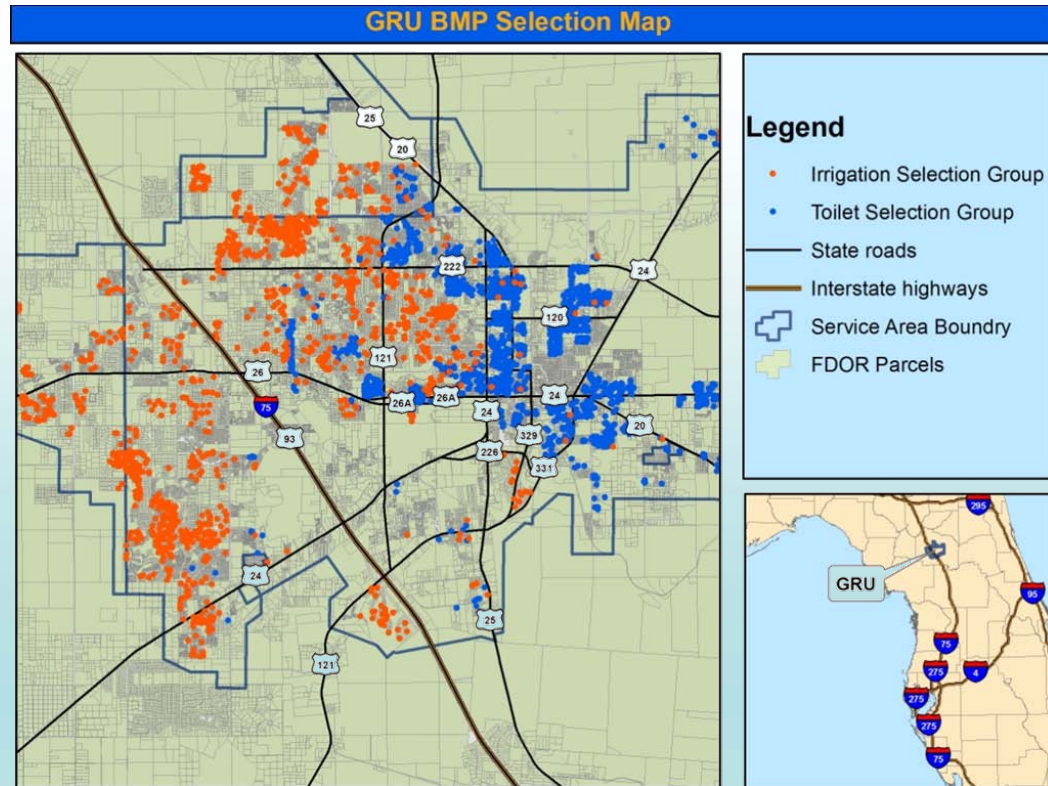 GRU BMP Selection Map
25
20
222
24
120
26
121
75
26A
26A
24
24
93
329
20
226
331
24
25
121
Legend
Irrigation Selection Group
Toilet Selection Group
State roads
Interstate highways
Service Area Boundry
FDOR Parcels
295
GRU
95
75
275
4
275
275
75